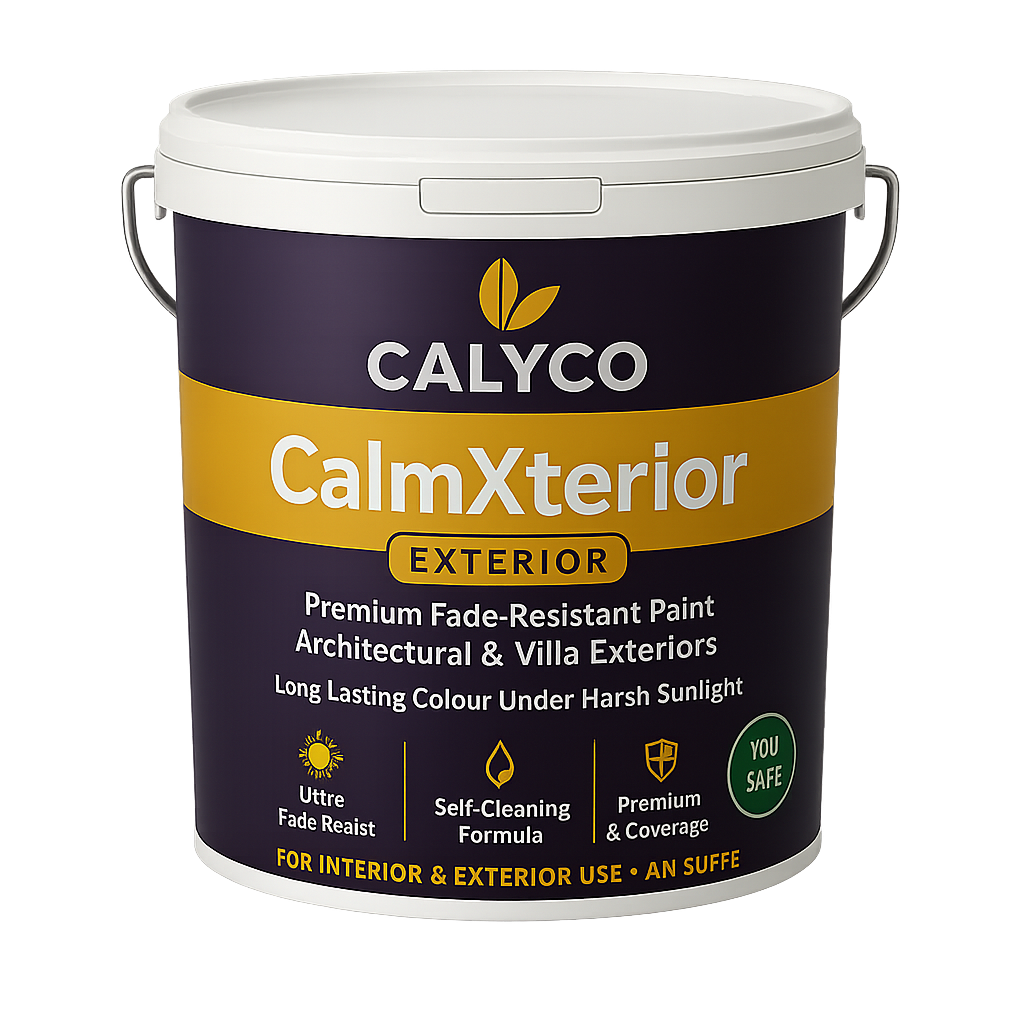 CALYCO
CalmXterior
EXTERIOR
Premium Fade-Resistant Paint
Architectural & Villa Exteriors
Long Lasting Colour Under Harsh Sunlight
Uttre
Fade Reaist
Self-Cleaning
Formula
Premium
& Coverage
YOU
SAFE
FOR INTERIOR & EXTERIOR USE • AN SUFFE